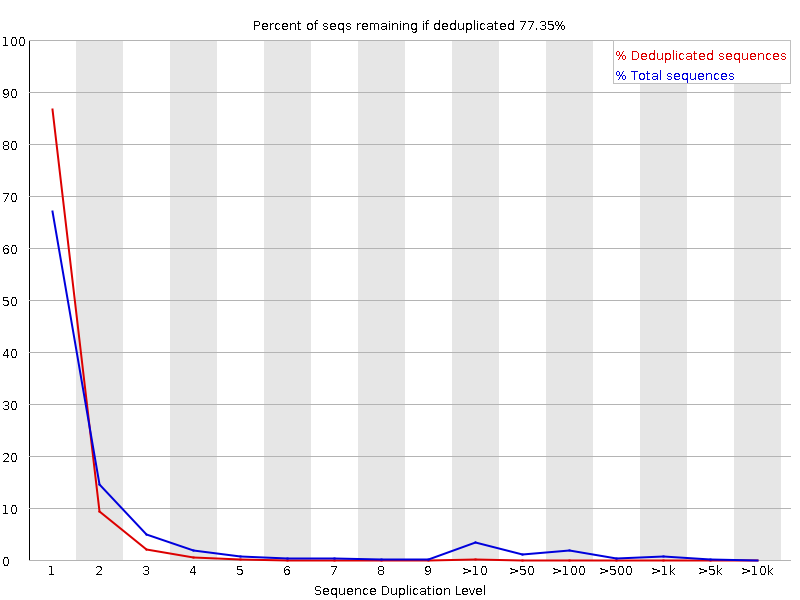 Percent of seqs remaining if deduplicated 77.35%
% Deduplicated sequences
% Total sequences
100
90
80
70
60
50
40
30
20
10
0
1 2 3 4 5 6 7 8 9 >10 >50 >100 >500 >1k >5k >10k
Sequence Duplication Level